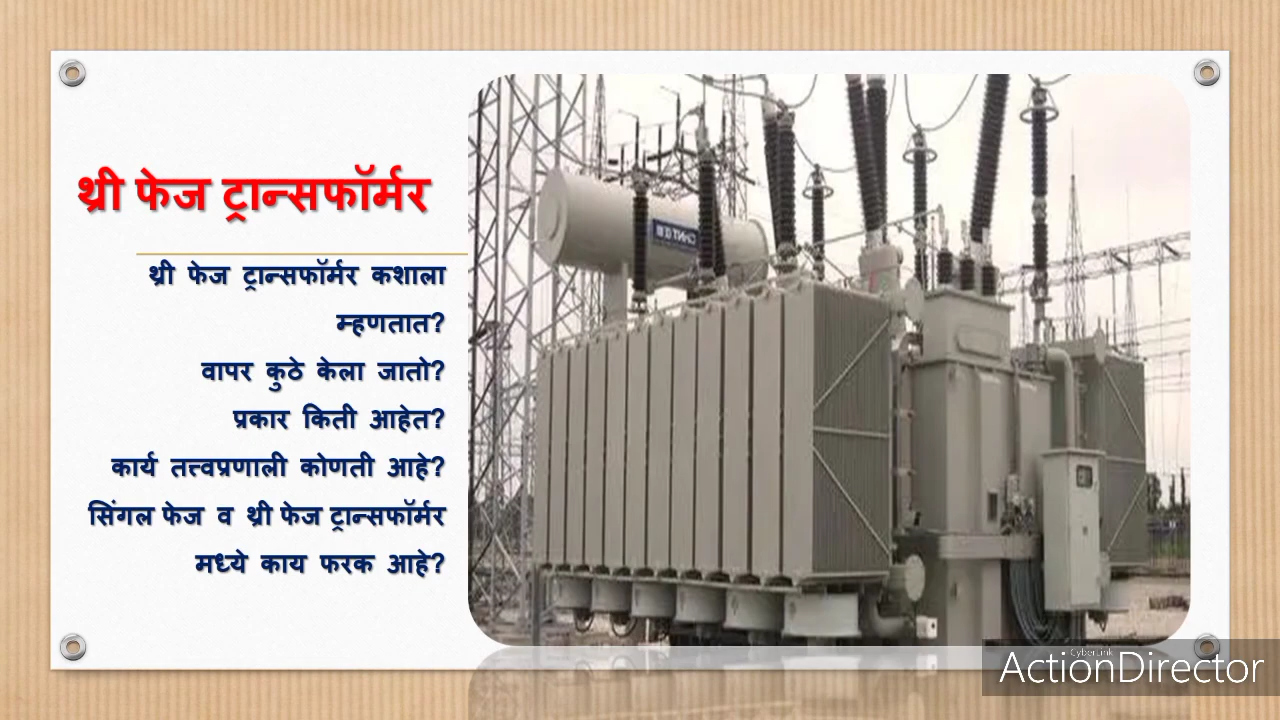 थ्री फेज ट्रान्सफॉर्मर
थ्री फेज ट्रान्सफॉर्मर कशाला
म्हणतात?
वापर कुठे केला जातो?
प्रकार किती आहेत?
कार्य तत्त्वप्रणाली कोणती आहे?
सिंगल फेज व थ्री फेज ट्रान्सफॉर्मर
मध्ये काय फरक आहे?
CyberLink
ActionDirector